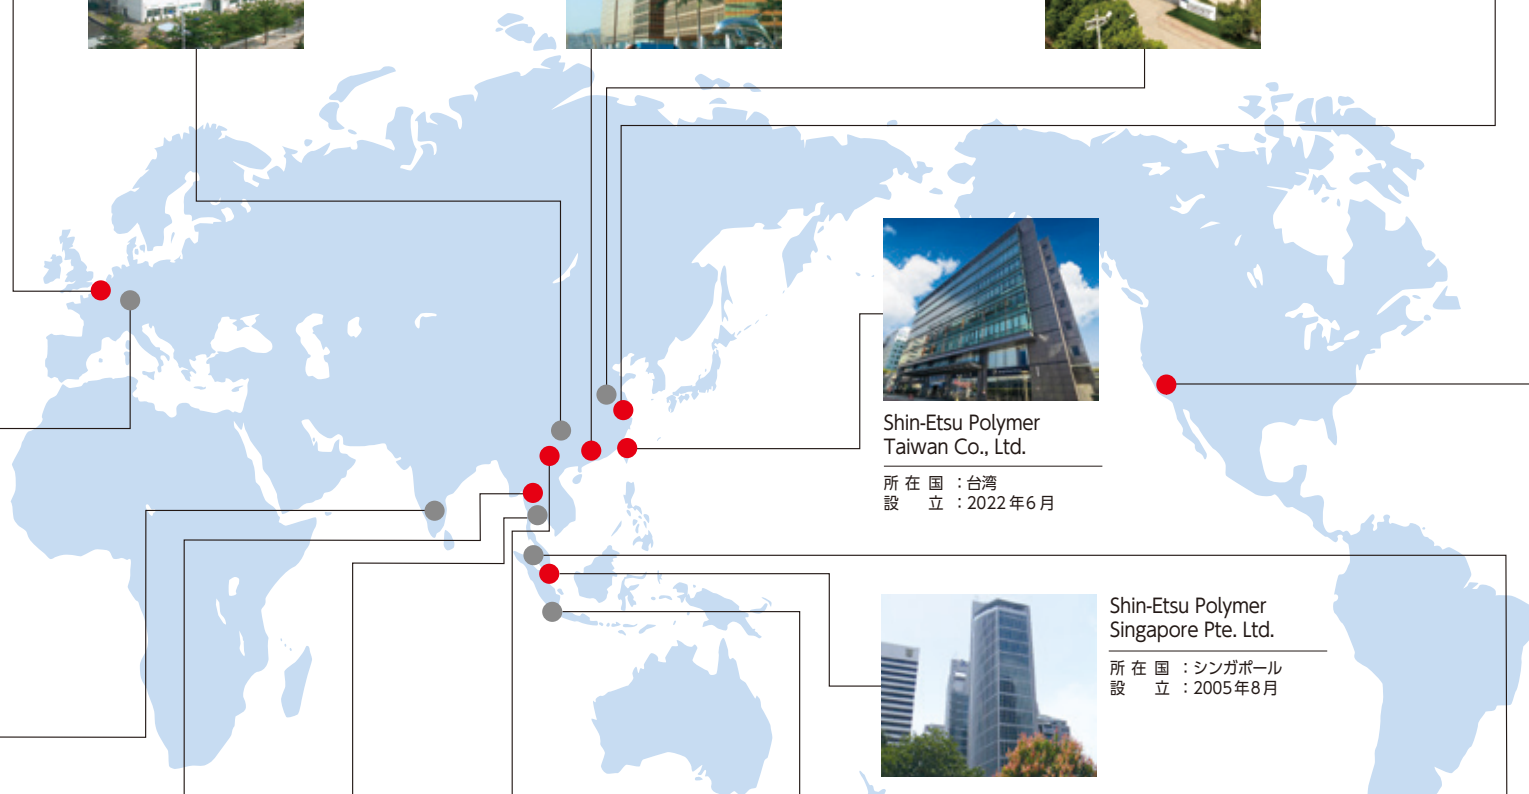 Shin-Etsu Polymer
Taiwan Co., Ltd.
所在国：台湾
設　立：2022年6月
Shin-Etsu Polymer
Singapore Pte. Ltd.
所在国：シンガポール
設　立：2005年8月